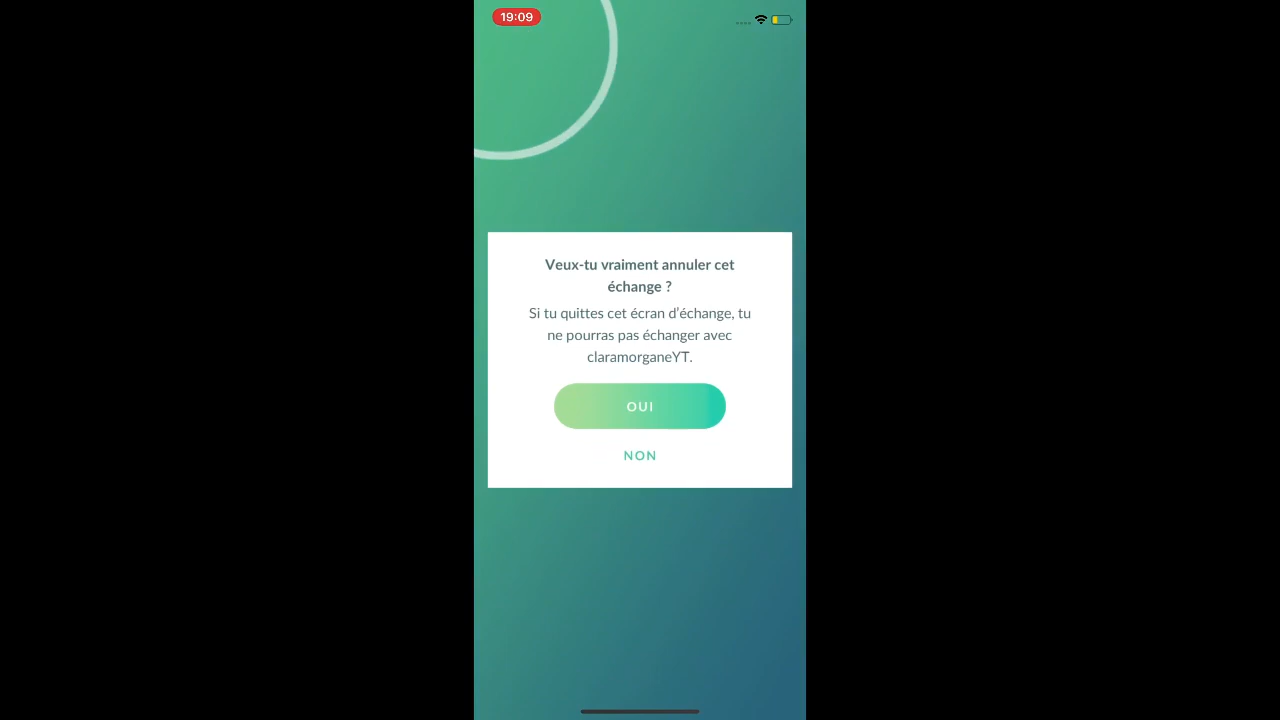 19:09
Veux-tu vraiment annuler cet
échange ?
Si tu quittes cet écran d'échange, tu
ne pourras pas échanger avec
claramorganeYT.
OUI
NON